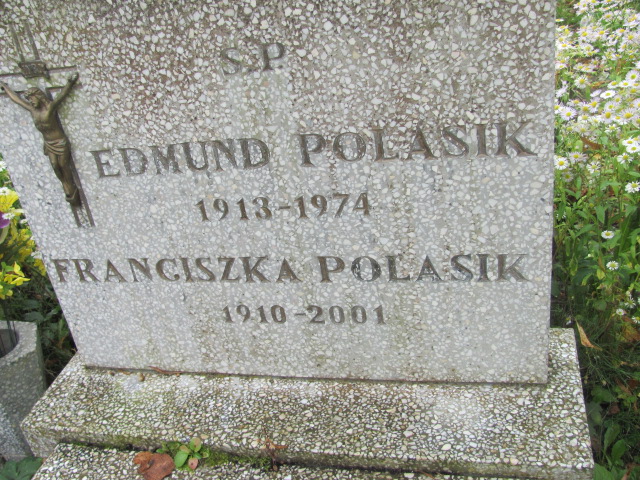 S.P.
EDMUND POLASIK
1913-1974
FRANCISZKA POLASIK
1910-2001